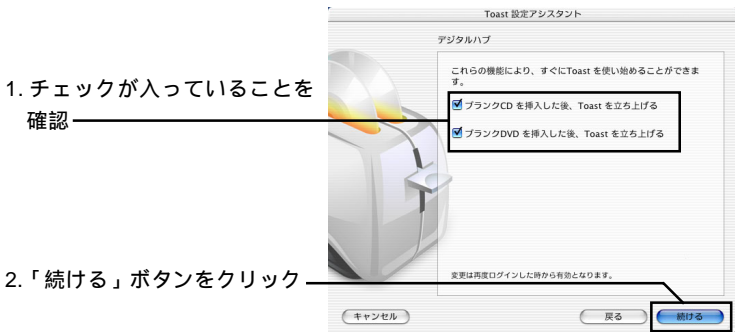 Toast 設定アシスタント
デジタルハブ
これらの機能により、すぐにToast を使い始めることができま
す。
1. チェックが入っていることを
確認
ブランクCD を挿入した後、Toast を立ち上げる
ブランクDVD を挿入した後、Toast を立ち上げる
変更は再度ログインした時から有効となります。
2.「続ける」ボタンをクリック
キャンセル
戻る
続ける